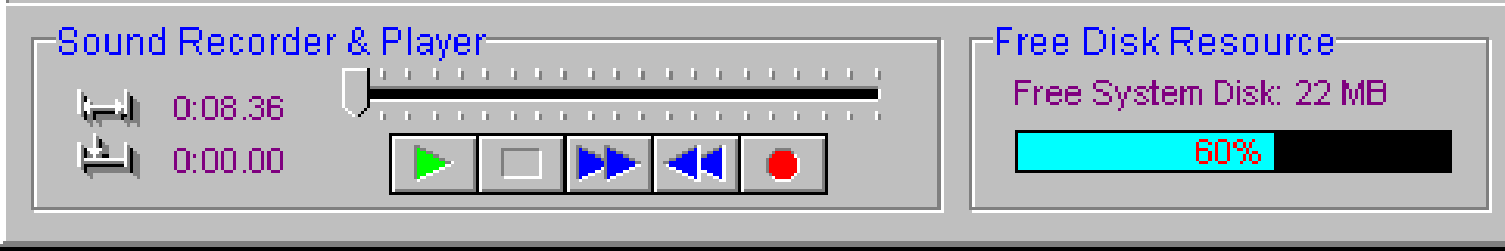 Sound Recorder & Player
0:08.36
0:00.00
Free Disk Resource
Free System Disk: 22 MB
60%